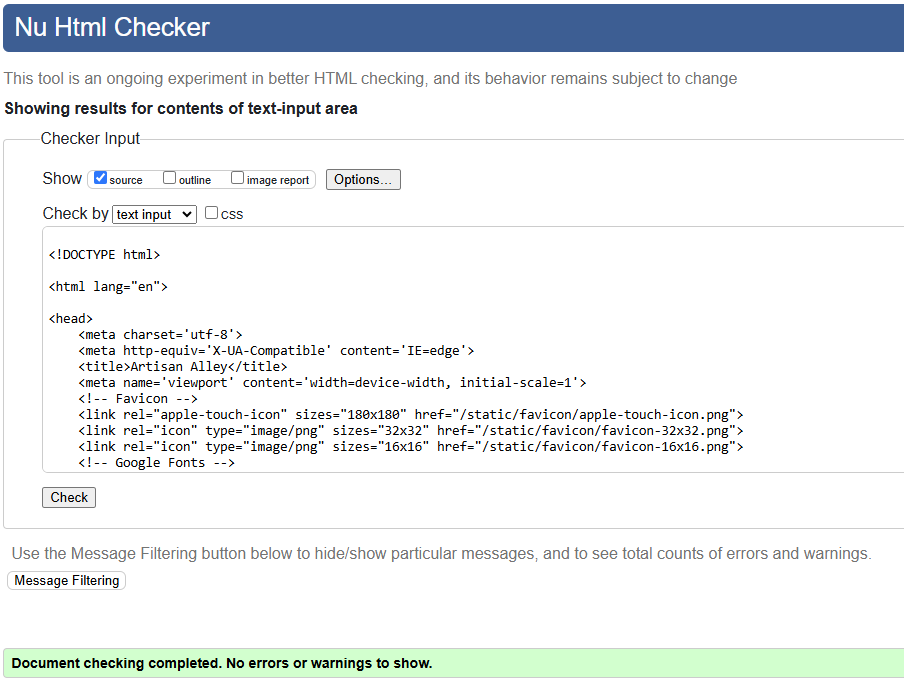 Nu Html Checker
This tool is an ongoing experiment in better HTML checking, and its behavior remains subject to change
Showing results for contents of text-input area
Checker Input
Show source outline image report Options...
Check by text input css
<!DOCTYPE html>
<html lang="en">
<head>
    <meta charset='utf-8'>
    <meta http-equiv='X-UA-Compatible' content='IE=edge'>
    <title>Artisan Alley</title>
    <meta name='viewport' content='width=device-width, initial-scale=1'>
    <!-- Favicon -->
    <link rel="apple-touch-icon" sizes="180x180" href="/static/favicon/apple-touch-icon.png">
    <link rel="icon" type="image/png" sizes="32x32" href="/static/favicon/favicon-32x32.png">
    <link rel="icon" type="image/png" sizes="16x16" href="/static/favicon/favicon-16x16.png">
    <!-- Google Fonts -->
Check
Use the Message Filtering button below to hide/show particular messages, and to see total counts of errors and warnings.
Message Filtering
Document checking completed. No errors or warnings to show.